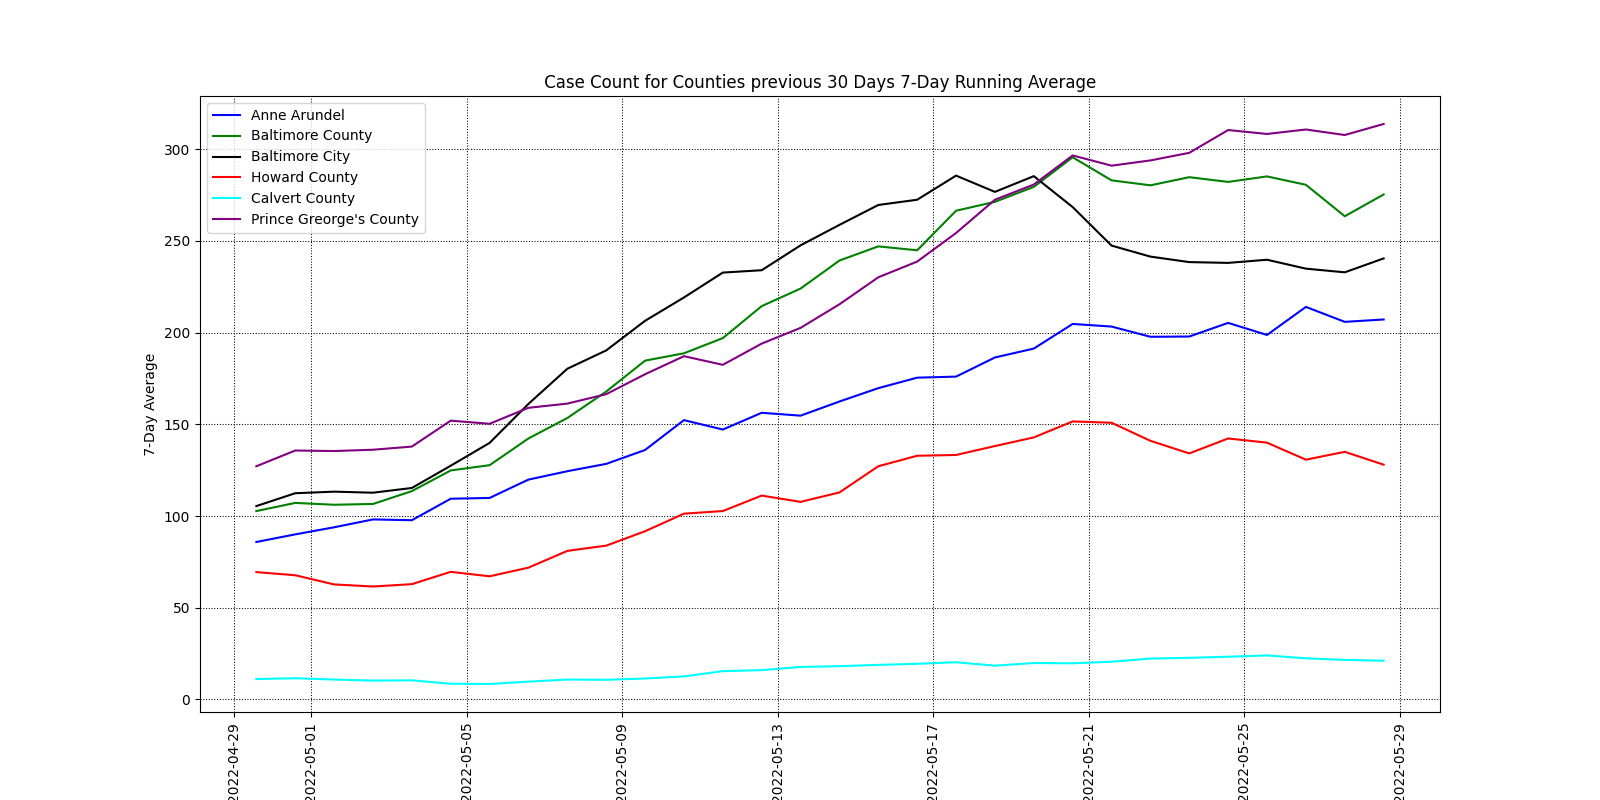 Case Count for Counties previous 30 Days 7-Day Running Average
Anne Arundel
Baltimore County
Baltimore City
Howard County
Calvert County
Prince Greorge's County
7-Day Average
300
250
200
150
100
50
0
2022-04-29
2022-05-01
2022-05-05
2022-05-09
2022-05-13
2022-05-17
2022-05-21
2022-05-25
2022-05-29